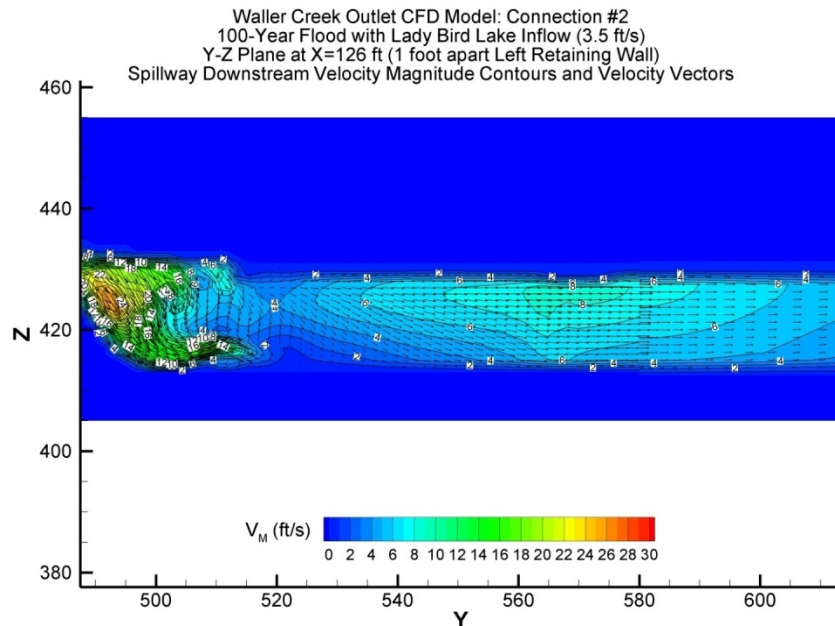 Waller Creek Outlet CFD Model: Connection #2
100-Year Flood with Lady Bird Lake Inflow (3.5 ft/s)
Y-Z Plane at X=126 ft (1 foot apart Left Retaining Wall)
Spillway Downstream Velocity Magnitude Contours and Velocity Vectors
460
440
Z
420
400
380
V_M (ft/s)
0 2 4 6 8 10 12 14 16 18 20 22 24 26 28 30
500 520 540 560 580 600
Y